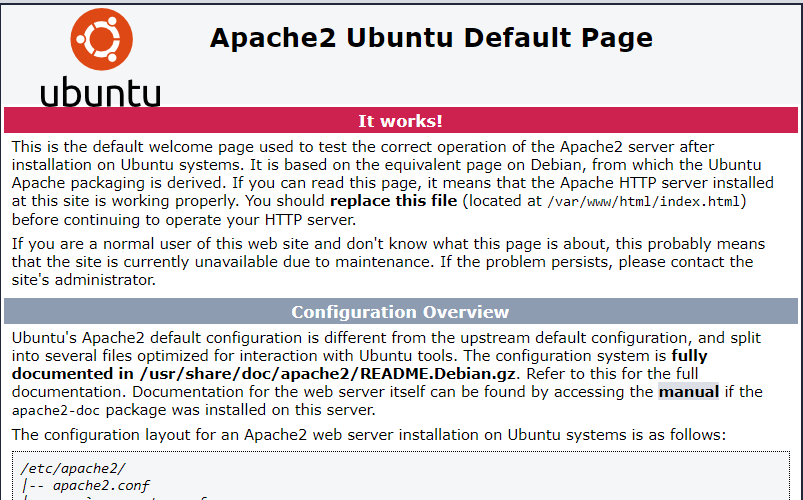 ubuntu
Apache2 Ubuntu Default Page
It works!
This is the default welcome page used to test the correct operation of the Apache2 server after
installation on Ubuntu systems. It is based on the equivalent page on Debian, from which the Ubuntu
Apache packaging is derived. If you can read this page, it means that the Apache HTTP server installed
at this site is working properly. You should replace this file (located at /var/www/html/index.html)
before continuing to operate your HTTP server.
If you are a normal user of this web site and don't know what this page is about, this probably means
that the site is currently unavailable due to maintenance. If the problem persists, please contact the
site's administrator.
Configuration Overview
Ubuntu's Apache2 default configuration is different from the upstream default configuration, and split
into several files optimized for interaction with Ubuntu tools. The configuration system is fully
documented in /usr/share/doc/apache2/README.Debian.gz. Refer to this for the full
documentation. Documentation for the web server itself can be found by accessing the manual if the
apache2-doc package was installed on this server.
The configuration layout for an Apache2 web server installation on Ubuntu systems is as follows:
/etc/apache2/
|-- apache2.conf